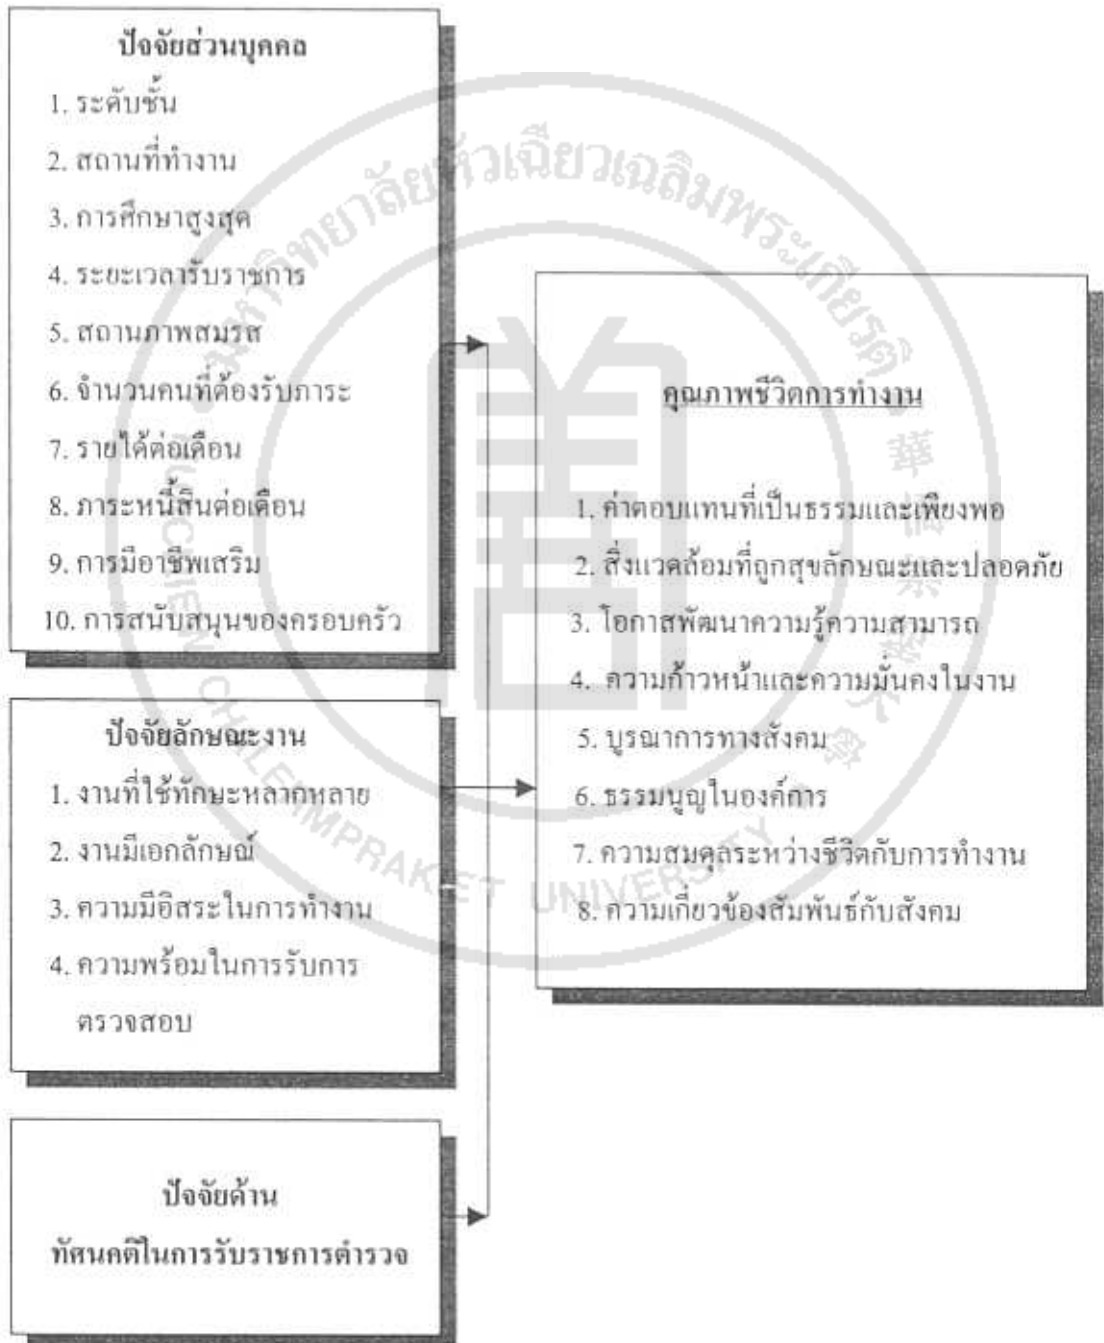 ปัจจัยส่วนบุคคล
1. ระดับชั้น
2. สถานที่ทำงาน
3. การศึกษาสูงสุด
4. ระยะเวลารับราชการ
5. สถานภาพสมรส
6. จำนวนคนที่ต้องรับภาระ
7. รายได้ต่อเดือน
8. ภาระหนี้สินต่อเดือน
9. การมีอาชีพเสริม
10. การสนับสนุนของครอบครัว
ปัจจัยลักษณะงาน
1. งานที่ใช้ทักษะหลากหลาย
2. งานมีเอกลักษณ์
3. ความมีอิสระในการทำงาน
4. ความพร้อมในการรับการ
ตรวจสอบ
ปัจจัยด้าน
ทัศนคติในการรับราชการตำรวจ
คุณภาพชีวิตการทำงาน
1. ค่าตอบแทนที่เป็นธรรมและเพียงพอ
2. สิ่งแวดล้อมที่ถูกสุขลักษณะและปลอดภัย
3. โอกาสพัฒนาความรู้ความสามารถ
4. ความก้าวหน้าและความมั่นคงในงาน
5. บูรณาการทางสังคม
6. ธรรมนูญในองค์การ
7. ความสมดุลระหว่างชีวิตกับการทำงาน
8. ความเกี่ยวข้องสัมพันธ์กับสังคม
มหาวิทยาลัยหัวเฉียวเฉลิมพระเกียรติ
CHALERMPRAKIET UNIVERSITY